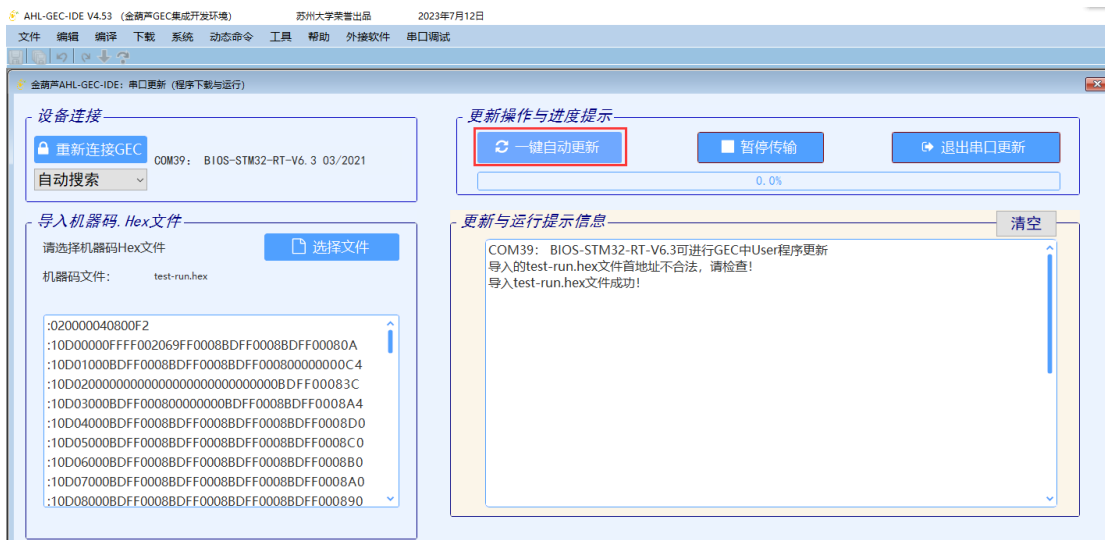 AHL-GEC-IDE V4.53 （金葫芦GEC集成开发环境） 苏州大学荣誉出品 2023年7月12日
文件 编辑 编译 下载 系统 动态命令 工具 帮助 外接软件 串口调试
金葫芦AHL-GEC-IDE：串口更新（程序下载与运行）
设备连接
重新连接GEC
COM39： BIOS-STM32-RT-V6.3 03/2021
自动搜索
更新操作与进度提示
一键自动更新 暂停传输 退出串口更新
0.0%
导入机器码.Hex文件
请选择机器码Hex文件 选择文件
机器码文件： test-run.hex
:020000040800F2
:10D00000FFFF002069FF0008BDFF0008BDFF00080A
:10D01000BDFF0008BDFF0008BDFF000800000000C4
:10D02000000000000000000000000000BDFF00083C
:10D03000BDFF000800000000BDFF0008BDFF0008A4
:10D04000BDFF0008BDFF0008BDFF0008BDFF0008D0
:10D05000BDFF0008BDFF0008BDFF0008BDFF0008C0
:10D06000BDFF0008BDFF0008BDFF0008BDFF0008B0
:10D07000BDFF0008BDFF0008BDFF0008BDFF0008A0
:10D08000BDFF0008BDFF0008BDFF0008BDFF000890
更新与运行提示信息
清空
COM39： BIOS-STM32-RT-V6.3可进行GEC中User程序更新
导入的test-run.hex文件首地址不合法，请检查！
导入test-run.hex文件成功！